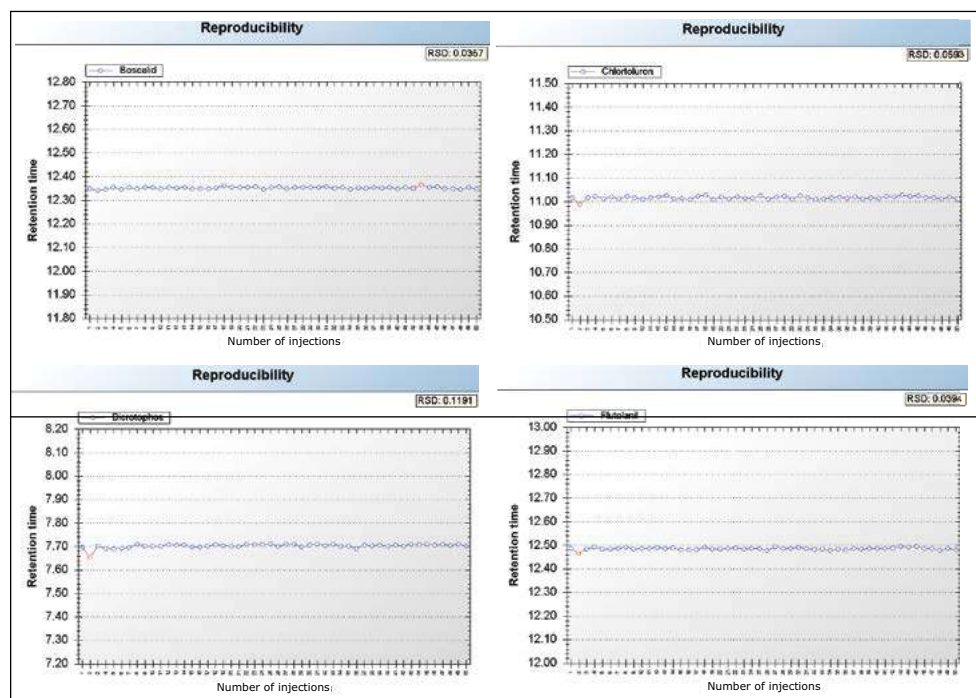 Reproducibility
RSD: 0.0357
Boscalid
12.80
12.70
12.60
12.50
12.40
12.30
12.20
12.10
12.00
11.90
11.80
Retention time
Number of injections
Reproducibility
RSD: 0.0593
Chlortoluron
11.50
11.40
11.30
11.20
11.10
11.00
10.90
10.80
10.70
10.60
10.50
Retention time
Number of injections
Reproducibility
RSD: 0.1191
Dicrotophos
8.20
8.10
8.00
7.90
7.80
7.70
7.60
7.50
7.40
7.30
7.20
Retention time
Number of injections
Reproducibility
RSD: 0.0394
Flutolanil
13.00
12.90
12.80
12.70
12.60
12.50
12.40
12.30
12.20
12.10
12.00
Retention time
Number of injections